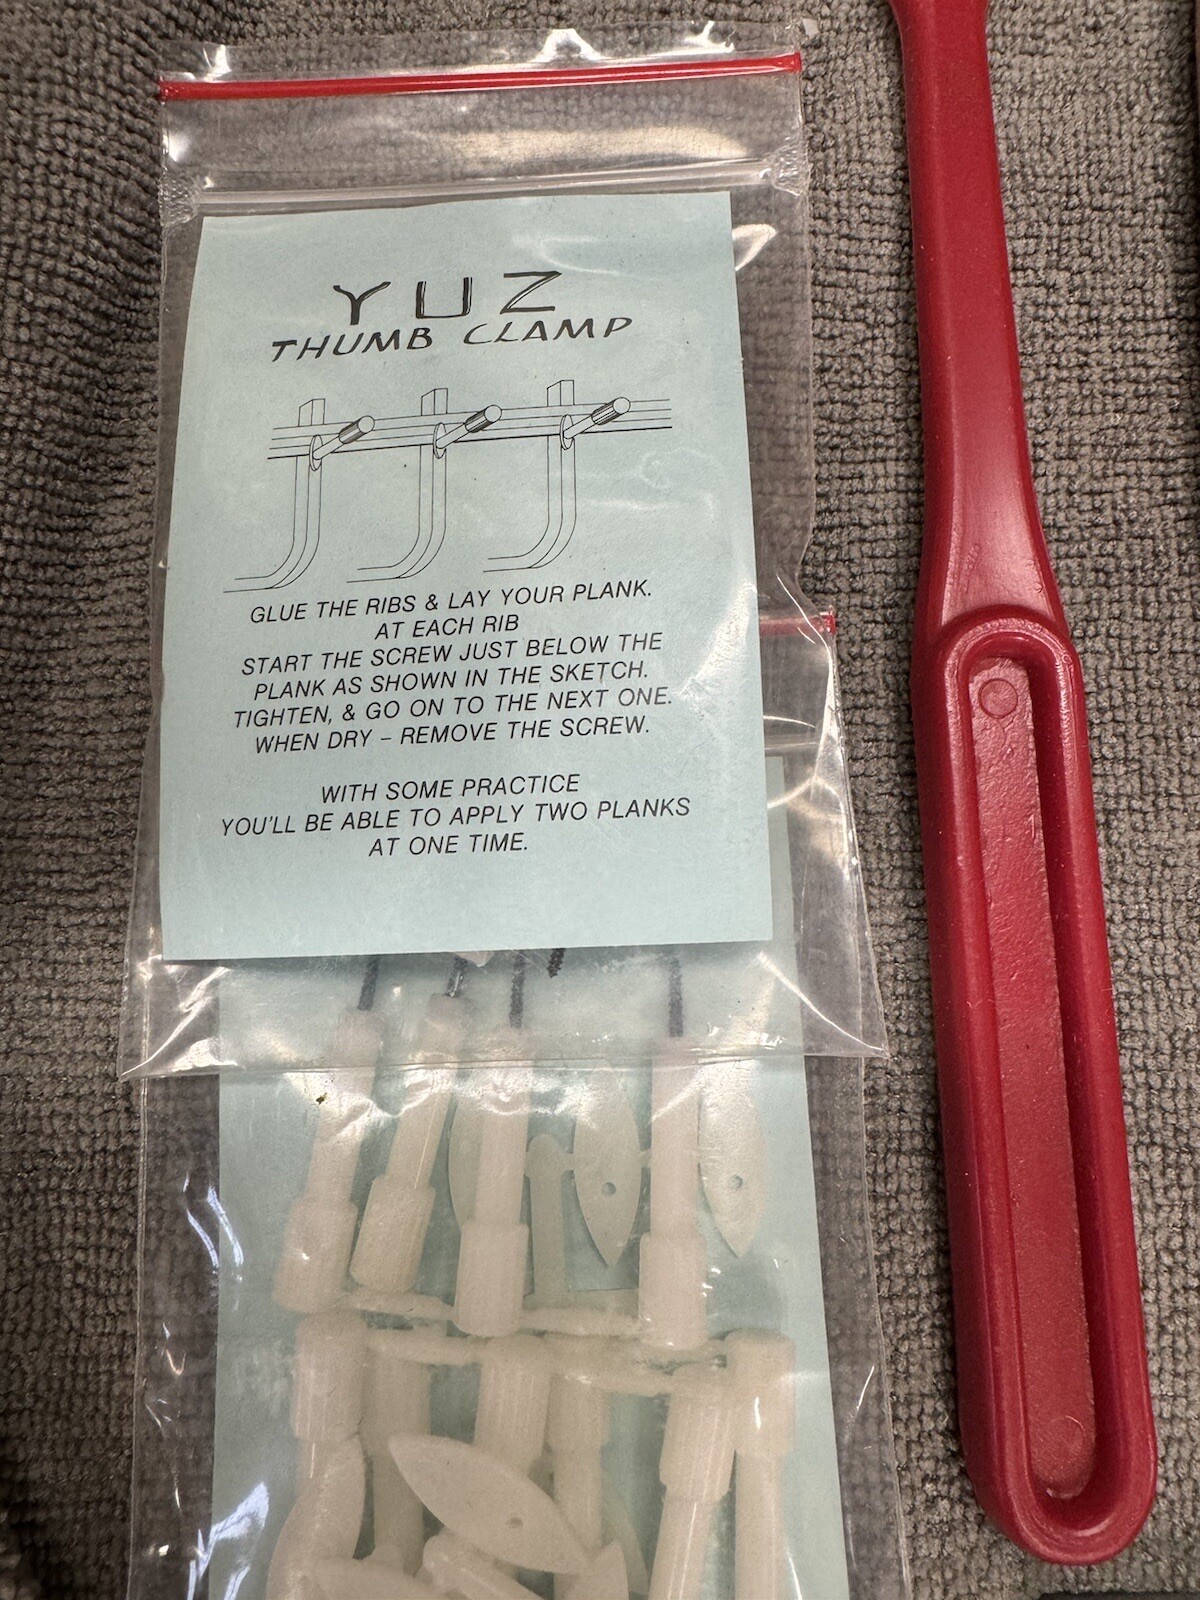 YUZ
THUMB CLAMP
GLUE THE RIBS & LAY YOUR PLANK.
AT EACH RIB
START THE SCREW JUST BELOW THE
PLANK AS SHOWN IN THE SKETCH.
TIGHTEN, & GO ON TO THE NEXT ONE.
WHEN DRY – REMOVE THE SCREW.
WITH SOME PRACTICE
YOU'LL BE ABLE TO APPLY TWO PLANKS
AT ONE TIME.